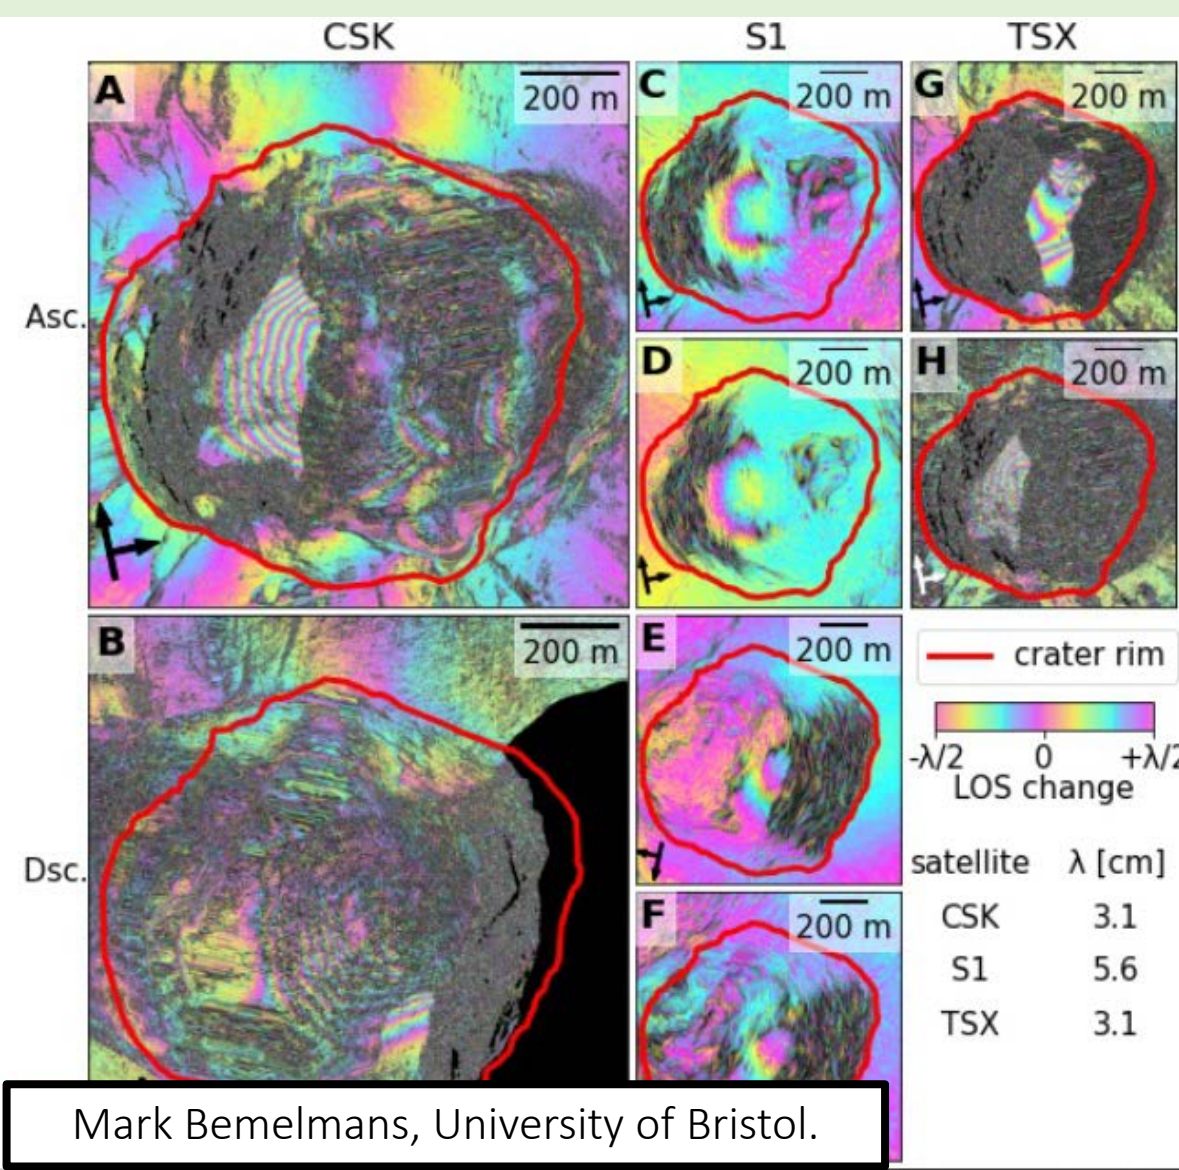 CSK S1 TSX
A 200 m
C 200 m
G 200 m
Asc.
D 200 m
H 200 m
B 200 m
E 200 m
crater rim
-λ/2 0 +λ/2
LOS change
Dsc.
satellite λ [cm]
F 200 m
CSK 3.1
S1 5.6
TSX 3.1
Mark Bemelmans, University of Bristol.